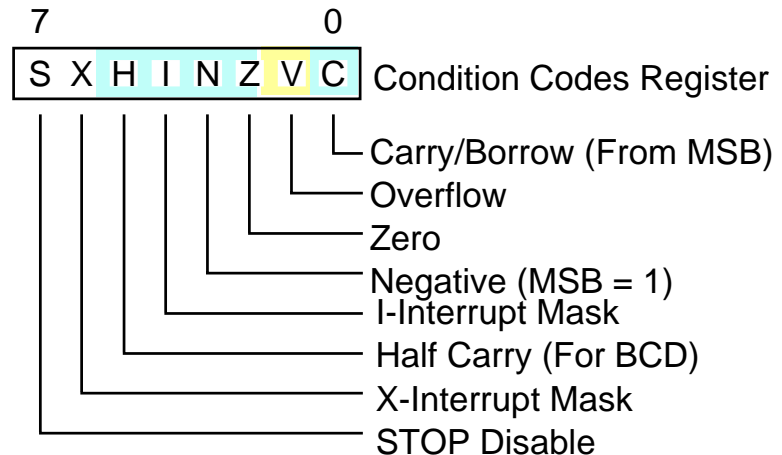 7 0
S X H I N Z V C Condition Codes Register
Carry/Borrow (From MSB)
Overflow
Zero
Negative (MSB = 1)
I-Interrupt Mask
Half Carry (For BCD)
X-Interrupt Mask
STOP Disable